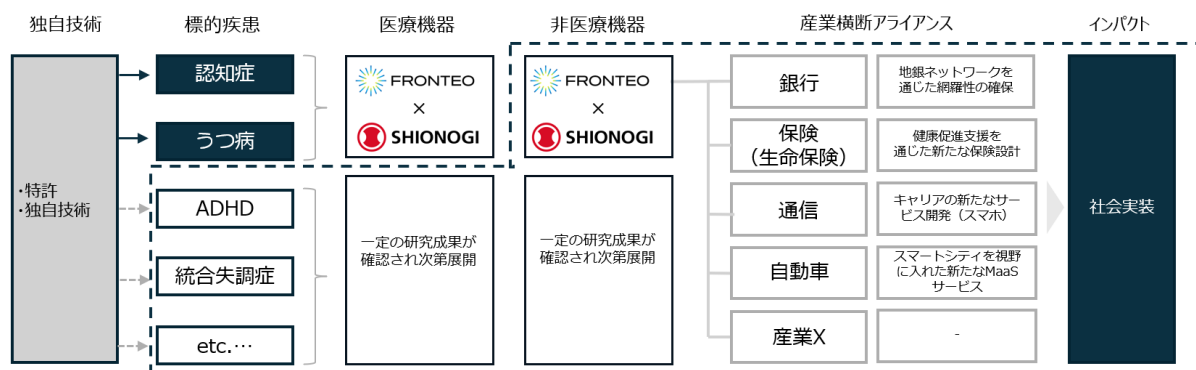 独自技術
標的疾患
医療機器
非医療機器
産業横断アライアンス
インパクト
・特許
・独自技術
認知症
うつ病
ADHD
統合失調症
etc.…
FRONTEO
×
SHIONOGI
一定の研究成果が
確認され次第展開
FRONTEO
×
SHIONOGI
一定の研究成果が
確認され次第展開
銀行
地銀ネットワークを
通じた網羅性の確保
保険
（生命保険）
健康促進支援を
通じた新たな保険設計
通信
キャリアの新たなサー
ビス開発（スマホ）
自動車
スマートシティを視野
に入れた新たなMaaS
サービス
産業X
-
社会実装